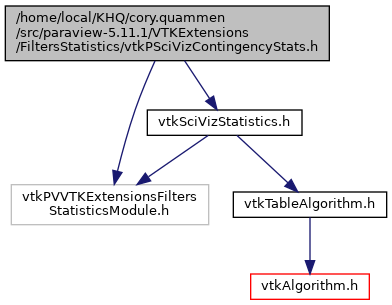 /home/local/KHQ/cory.quammen
/src/paraview-5.11.1/VTKExtensions
/FiltersStatistics/vtkPSciVizContingencyStats.h
vtkSciVizStatistics.h
vtkPVVTKExtensionsFilters
StatisticsModule.h
vtkTableAlgorithm.h
vtkAlgorithm.h